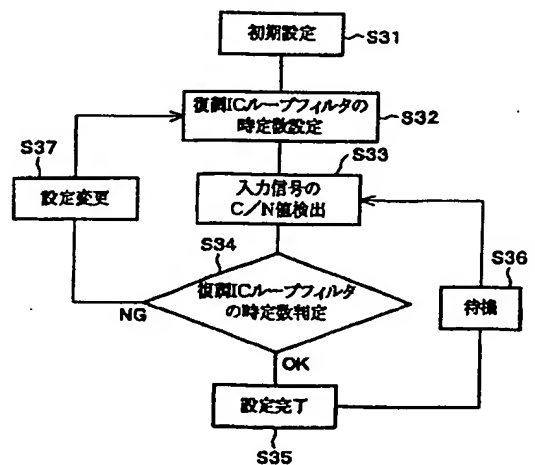 初期設定
S31
復調ICループフィルタの
時定数設定
S32
S37
S33
設定変更
入力信号の
C/N値検出
S34
S36
復調ICループフィルタ
の時定数判定
待機
NG
OK
設定完了
S35